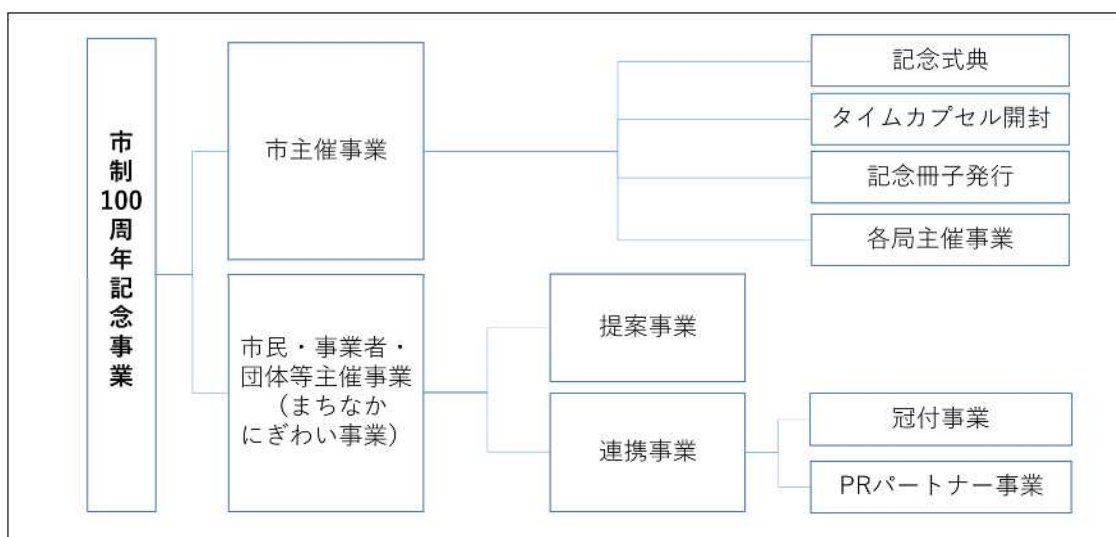 市制100周年記念事業
市主催事業
記念式典
タイムカプセル開封
記念冊子発行
各局主催事業
市民・事業者・
団体等主催事業
（まちなか
にぎわい事業）
提案事業
連携事業
冠付事業
PRパートナー事業